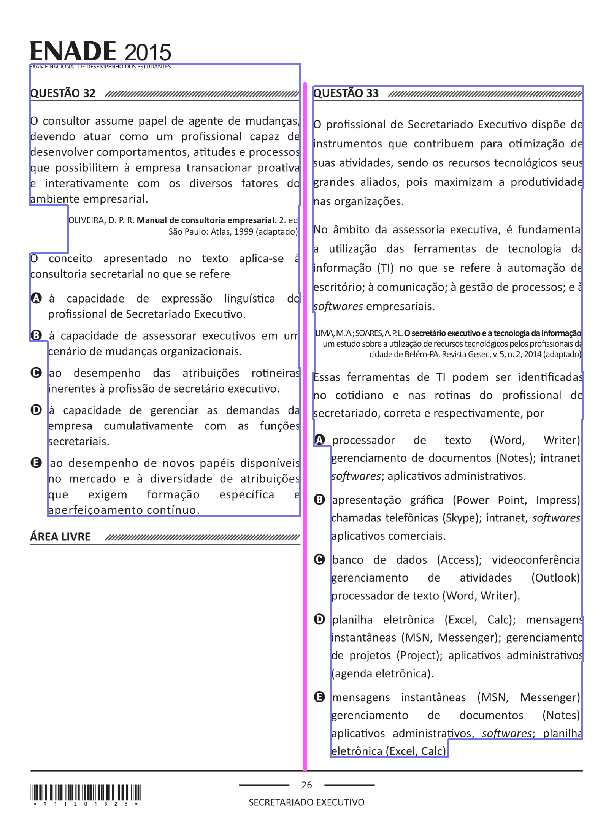 ENADE 2015
EXAME NACIONAL DE DESEMPENHO DOS ESTUDANTES
QUESTÃO 32
O consultor assume papel de agente de mudanças,
devendo atuar como um profissional capaz de
desenvolver comportamentos, atitudes e processos
que possibilitem à empresa transacionar proativa
e interativamente com os diversos fatores do
ambiente empresarial.
OLIVEIRA, D. P. R. Manual de consultoria empresarial. 2. ed
São Paulo: Atlas, 1999 (adaptado)
O conceito apresentado no texto aplica-se à
consultoria secretarial no que se refere
A à capacidade de expressão linguística do
profissional de Secretariado Executivo.
B à capacidade de assessorar executivos em um
cenário de mudanças organizacionais.
C ao desempenho das atribuições rotineiras
inerentes à profissão de secretário executivo.
D à capacidade de gerenciar as demandas da
empresa cumulativamente com as funções
secretariais.
E ao desempenho de novos papéis disponíveis
no mercado e à diversidade de atribuições
que exigem formação específica e
aperfeiçoamento contínuo.
ÁREA LIVRE
QUESTÃO 33
O profissional de Secretariado Executivo dispõe de
instrumentos que contribuem para otimização de
suas atividades, sendo os recursos tecnológicos seus
grandes aliados, pois maximizam a produtividade
nas organizações.
No âmbito da assessoria executiva, é fundamental
a utilização das ferramentas de tecnologia da
informação (TI) no que se refere à automação de
escritório; à comunicação; à gestão de processos; e à
softwares empresariais.
LIMA, M. A.; SOARES, A. P. L. O secretário executivo e a tecnologia da informação:
um estudo sobre a utilização de recursos tecnológicos pelos profissionais da
cidade de Belém-PA. Revista Gesec, v. 5, n. 2, 2014 (adaptado)
Essas ferramentas de TI podem ser identificadas
no cotidiano e nas rotinas do profissional de
secretariado, correta e respectivamente, por
A processador de texto (Word, Writer)
gerenciamento de documentos (Notes); intranet
softwares; aplicativos administrativos.
B apresentação gráfica (Power Point, Impress)
chamadas telefônicas (Skype); intranet, softwares
aplicativos comerciais.
C banco de dados (Access); videoconferência
gerenciamento de atividades (Outlook)
processador de texto (Word, Writer).
D planilha eletrônica (Excel, Calc); mensagens
instantâneas (MSN, Messenger); gerenciamento
de projetos (Project); aplicativos administrativos
(agenda eletrônica).
E mensagens instantâneas (MSN, Messenger)
gerenciamento de documentos (Notes)
aplicativos administrativos, softwares; planilha
eletrônica (Excel, Calc)
26
SECRETARIADO EXECUTIVO